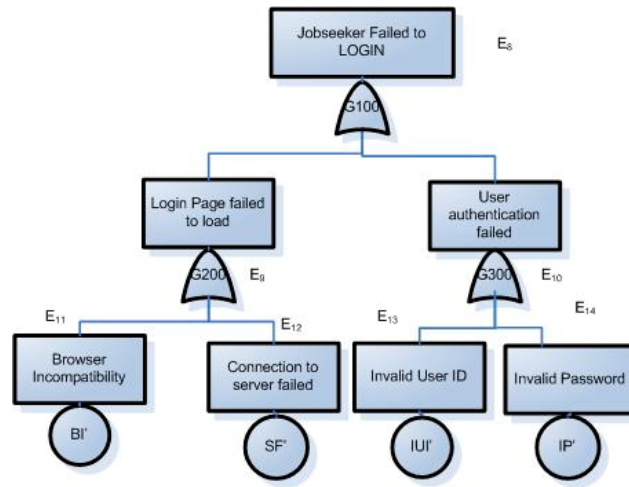 Jobseeker Failed to
LOGIN
E8
G100
Login Page failed
to load
User
authentication
failed
G200
E9
G300
E10
E11
E12
E13
E14
Browser
Incompatibility
Connection to
server failed
Invalid User ID
Invalid Password
BI'
SF'
IUI'
IP'